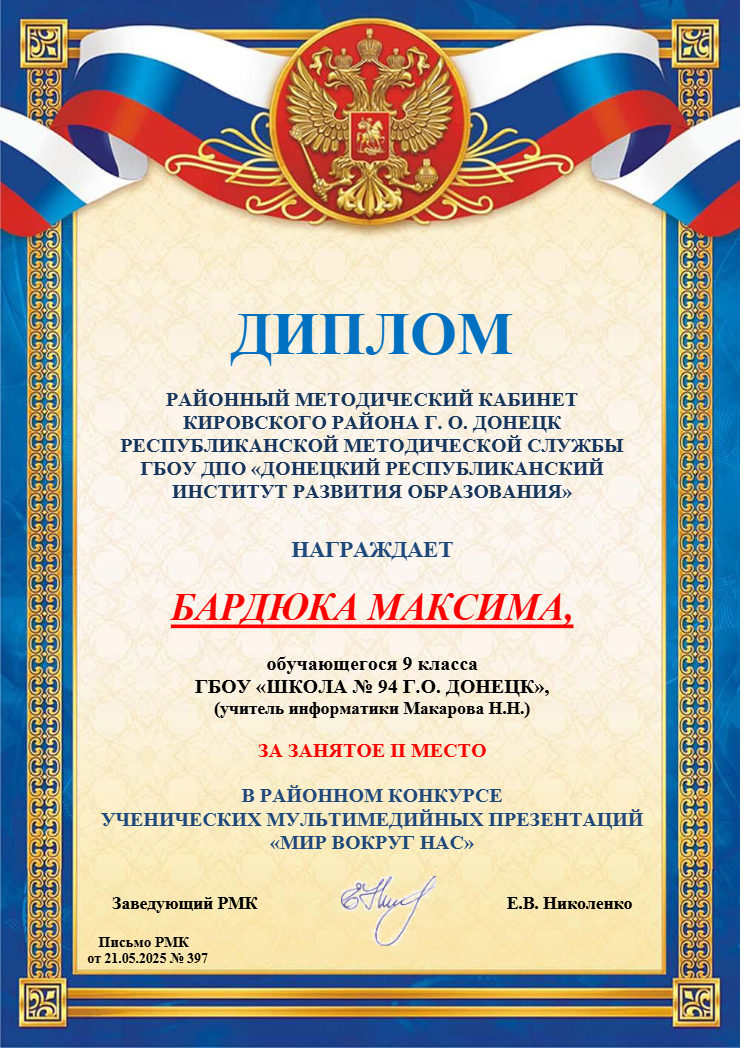 ДИПЛОМ
РАЙОННЫЙ МЕТОДИЧЕСКИЙ КАБИНЕТ
КИРОВСКОГО РАЙОНА Г. О. ДОНЕЦК
РЕСПУБЛИКАНСКОЙ МЕТОДИЧЕСКОЙ СЛУЖБЫ
ГБОУ ДПО «ДОНЕЦКИЙ РЕСПУБЛИКАНСКИЙ
ИНСТИТУТ РАЗВИТИЯ ОБРАЗОВАНИЯ»
НАГРАЖДАЕТ
БАРДЮКА МАКСИМА,
обучающегося 9 класса
ГБОУ «ШКОЛА № 94 Г.О. ДОНЕЦК»,
(учитель информатики Макарова Н.Н.)
ЗА ЗАНЯТОЕ II МЕСТО
В РАЙОННОМ КОНКУРСЕ
УЧЕНИЧЕСКИХ МУЛЬТИМЕДИЙНЫХ ПРЕЗЕНТАЦИЙ
«МИР ВОКРУГ НАС»
Заведующий РМК Е.В. Николенко
Письмо РМК
от 21.05.2025 № 397